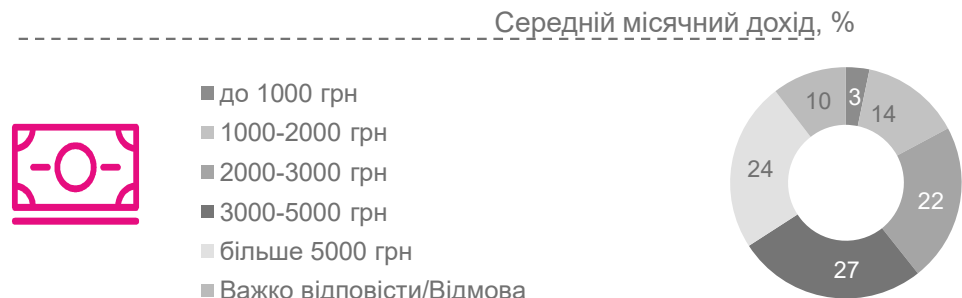 Середній місячний дохід, %
до 1000 грн
1000-2000 грн
2000-3000 грн
3000-5000 грн
більше 5000 грн
Важко відповісти/Відмова
3
14
22
27
24
10